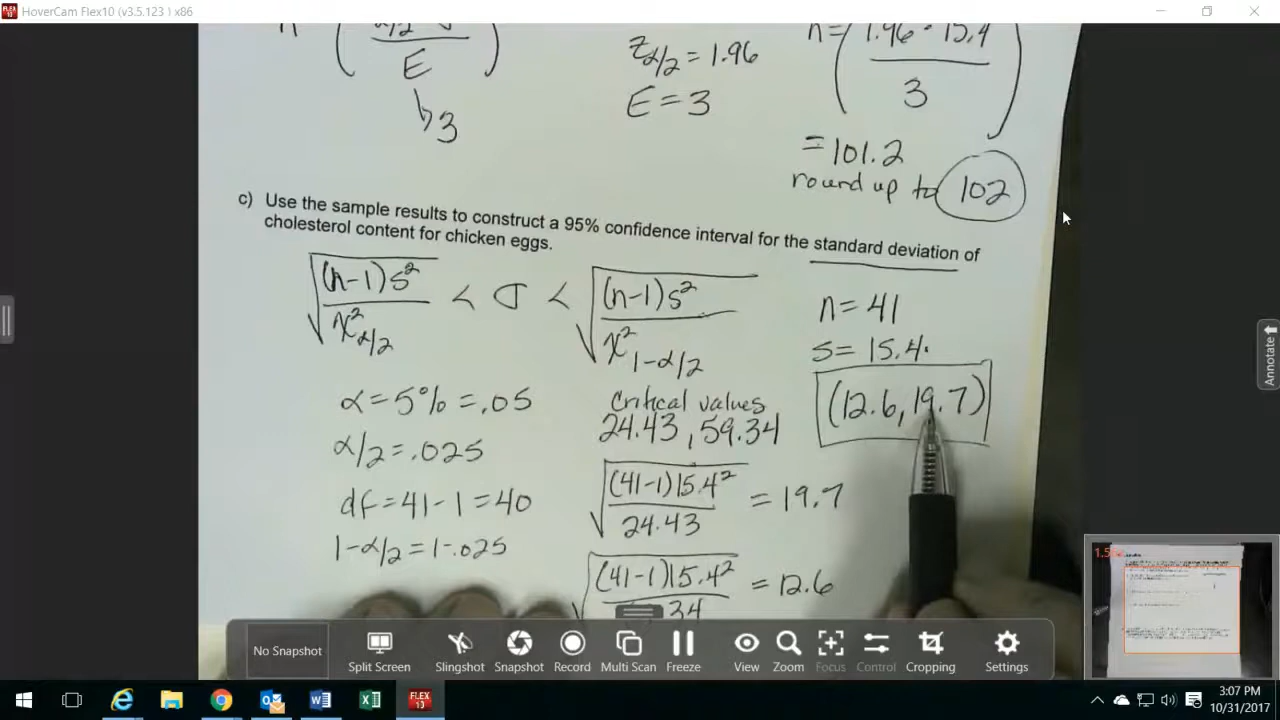 HoverCam Flex10 (v3.5.123 ) x86
E
3
Zα/2 = 1.96
E = 3
n = ( 1.96 · 15.4
3 )
= 101.2
round up to 102
c) Use the sample results to construct a 95% confidence interval for the standard deviation of
cholesterol content for chicken eggs.
√((n-1)s² / χ²α/2) < σ < √((n-1)s² / χ²1-α/2)
n = 41
s = 15.4
(12.6, 19.7)
α = 5% = .05
α/2 = .025
df = 41 - 1 = 40
1-α/2 = 1-.025
Critical values
24.43, 59.34
√((41-1)15.4² / 24.43) = 19.7
√((41-1)15.4² / 34) = 12.6
Annotate
1.5
No Snapshot
Split Screen
Slingshot
Snapshot
Record
Multi Scan
Freeze
View
Zoom
Focus
Control
Cropping
Settings
FLEX
10
3:07 PM
10/31/2017